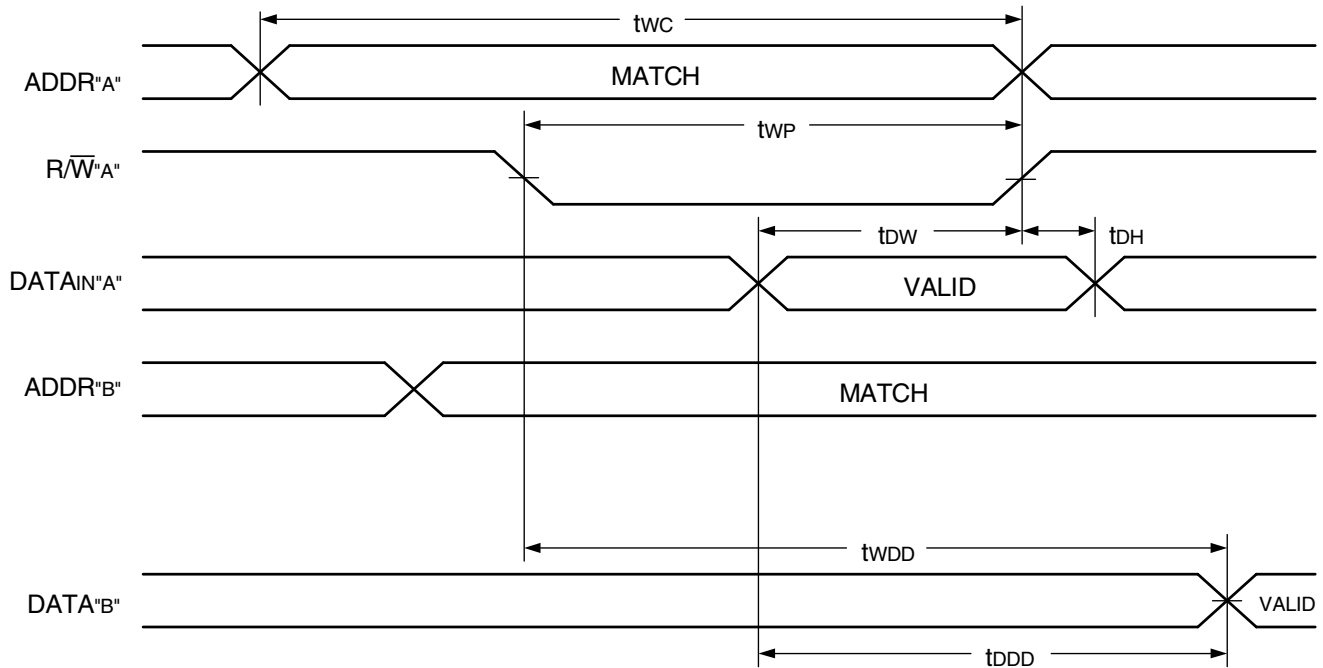 tWC
ADDR"A"
MATCH
tWP
R/W̅"A"
tDW
tDH
DATAIN"A"
VALID
ADDR"B"
MATCH
tWDD
DATA"B"
VALID
tDDD